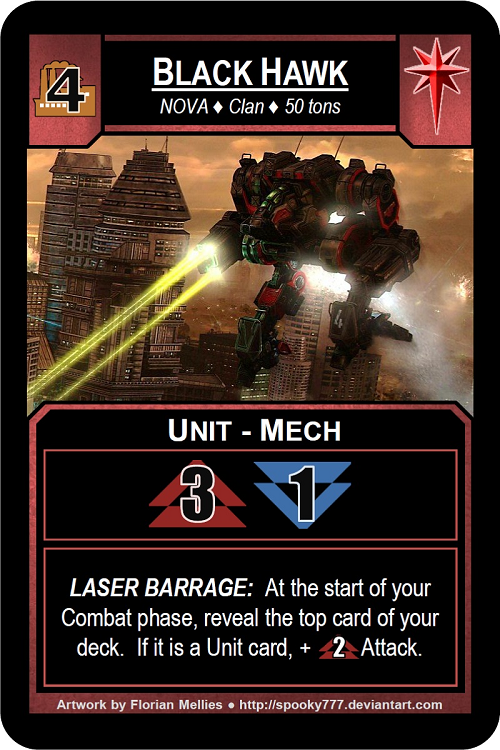 4
BLACK HAWK
NOVA ♦ Clan ♦ 50 tons
4
UNIT - MECH
3 1
LASER BARRAGE: At the start of your
Combat phase, reveal the top card of your
deck. If it is a Unit card, + 2 Attack.
Artwork by Florian Mellies ● http://spooky777.deviantart.com